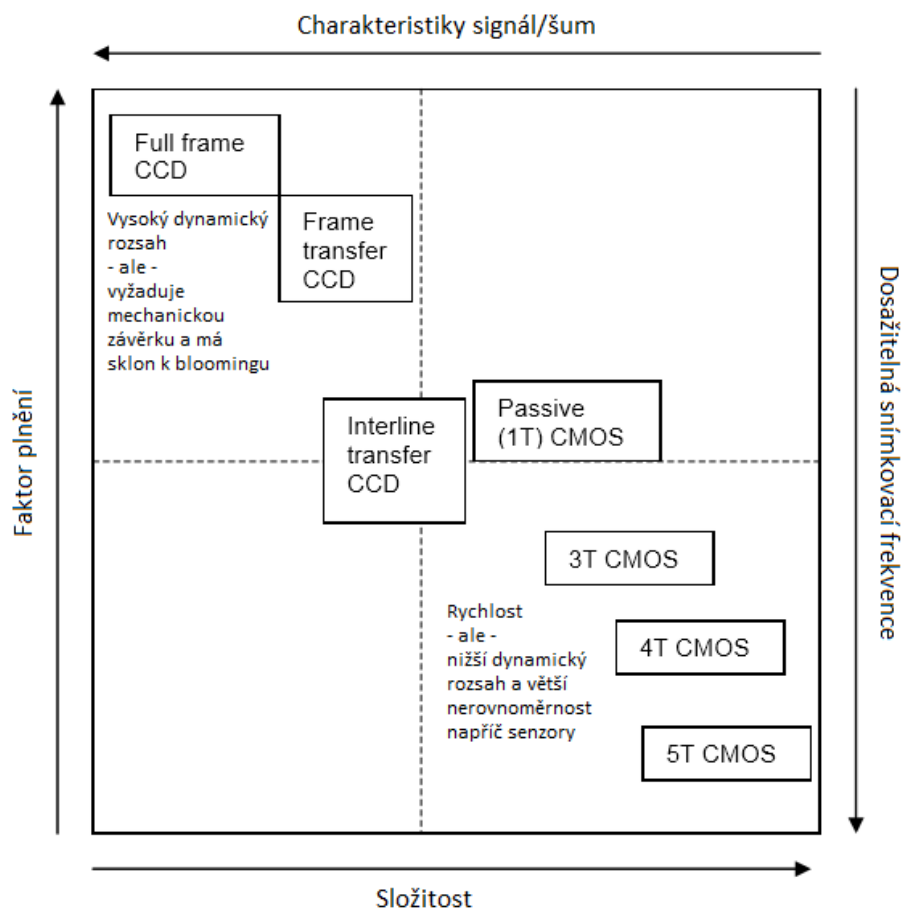 Charakteristiky signál/šum
Faktor plnění
Full frame
CCD
Vysoký dynamický
rozsah
- ale -
vyžaduje
mechanickou
závěrku a má
sklon k bloomingu
Frame
transfer
CCD
Interline
transfer
CCD
Passive
(1T) CMOS
3T CMOS
Rychlost
- ale -
nižší dynamický
rozsah a větší
nerovnoměrnost
napříč senzory
4T CMOS
5T CMOS
Dosažitelná snímkovací frekvence
Složitost